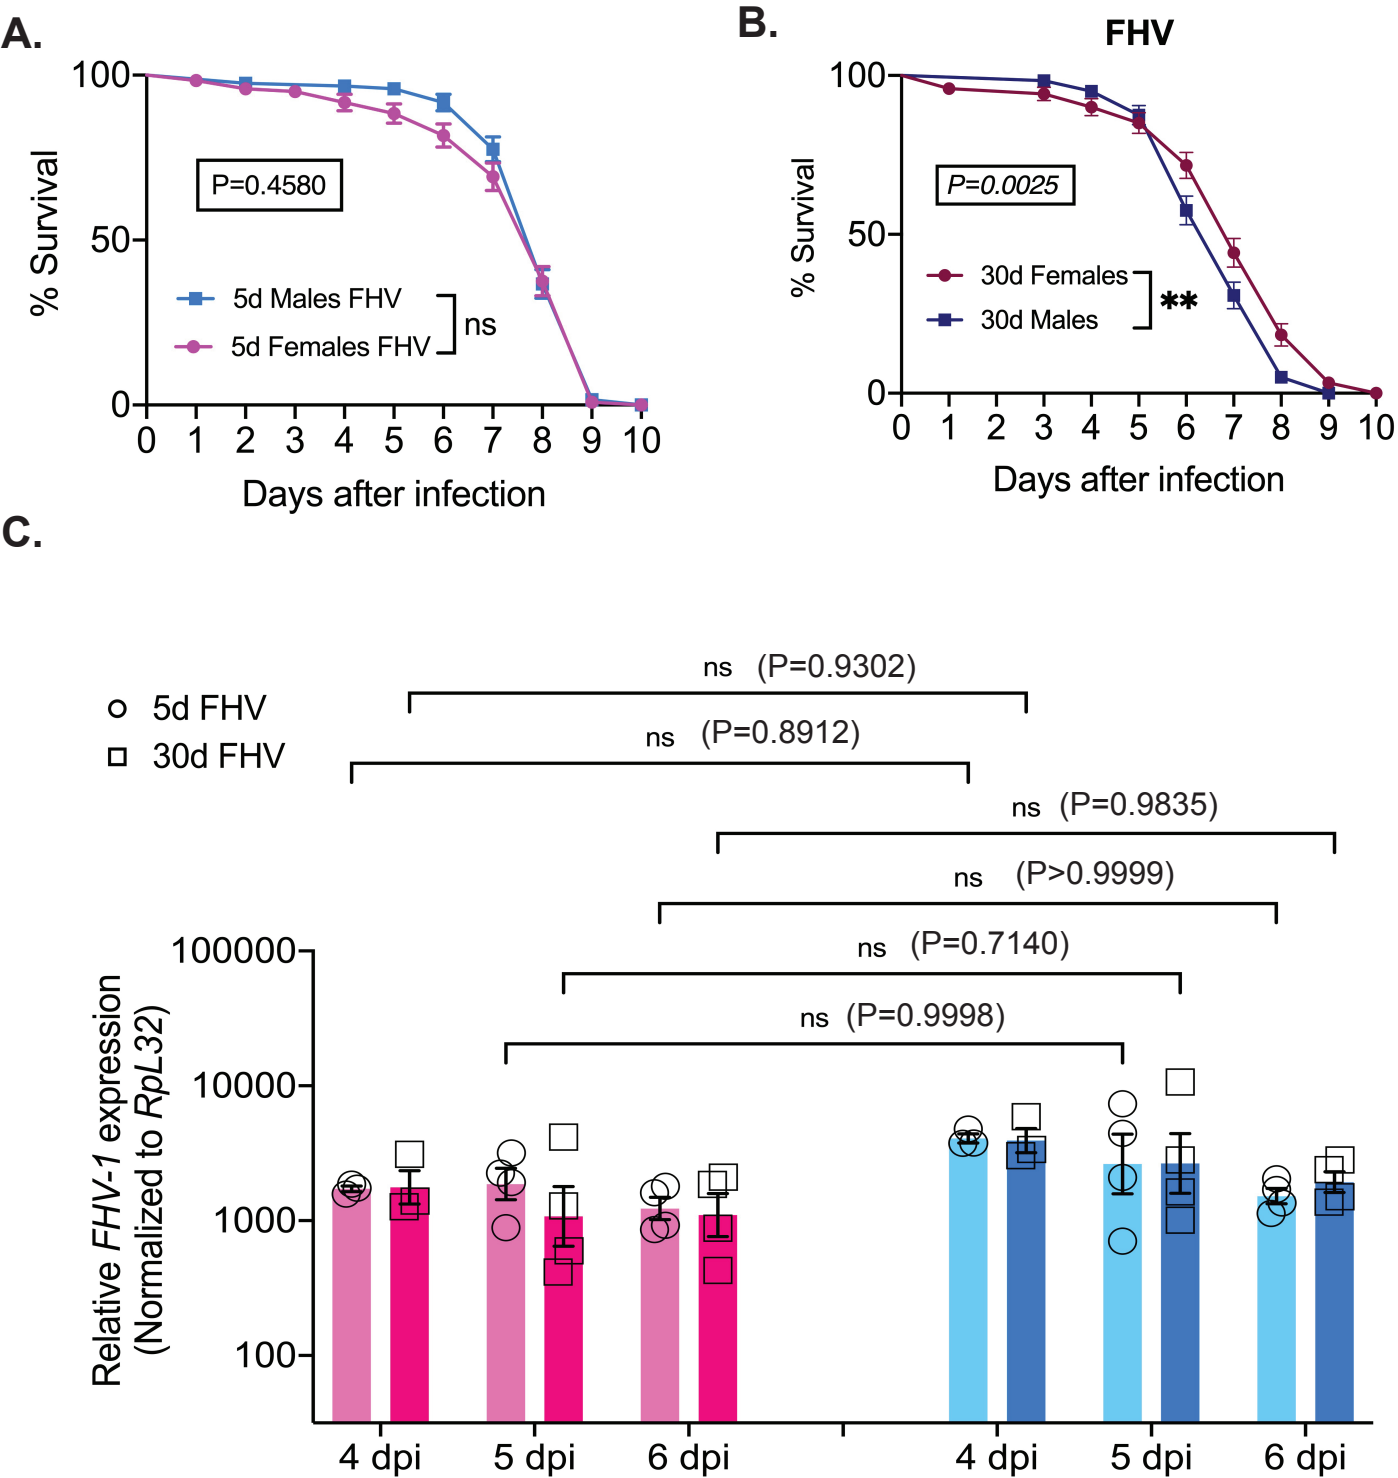 A.
100
50
0
% Survival
P=0.4580
5d Males FHV
5d Females FHV
ns
0 1 2 3 4 5 6 7 8 9 10
Days after infection
B.
FHV
100
50
0
% Survival
P=0.0025
30d Females
30d Males
**
0 1 2 3 4 5 6 7 8 9 10
Days after infection
C.
5d FHV
30d FHV
ns (P=0.9302)
ns (P=0.8912)
ns (P=0.9835)
ns (P>0.9999)
ns (P=0.7140)
ns (P=0.9998)
Relative FHV-1 expression
(Normalized to RpL32)
100000
10000
1000
100
4 dpi 5 dpi 6 dpi 4 dpi 5 dpi 6 dpi